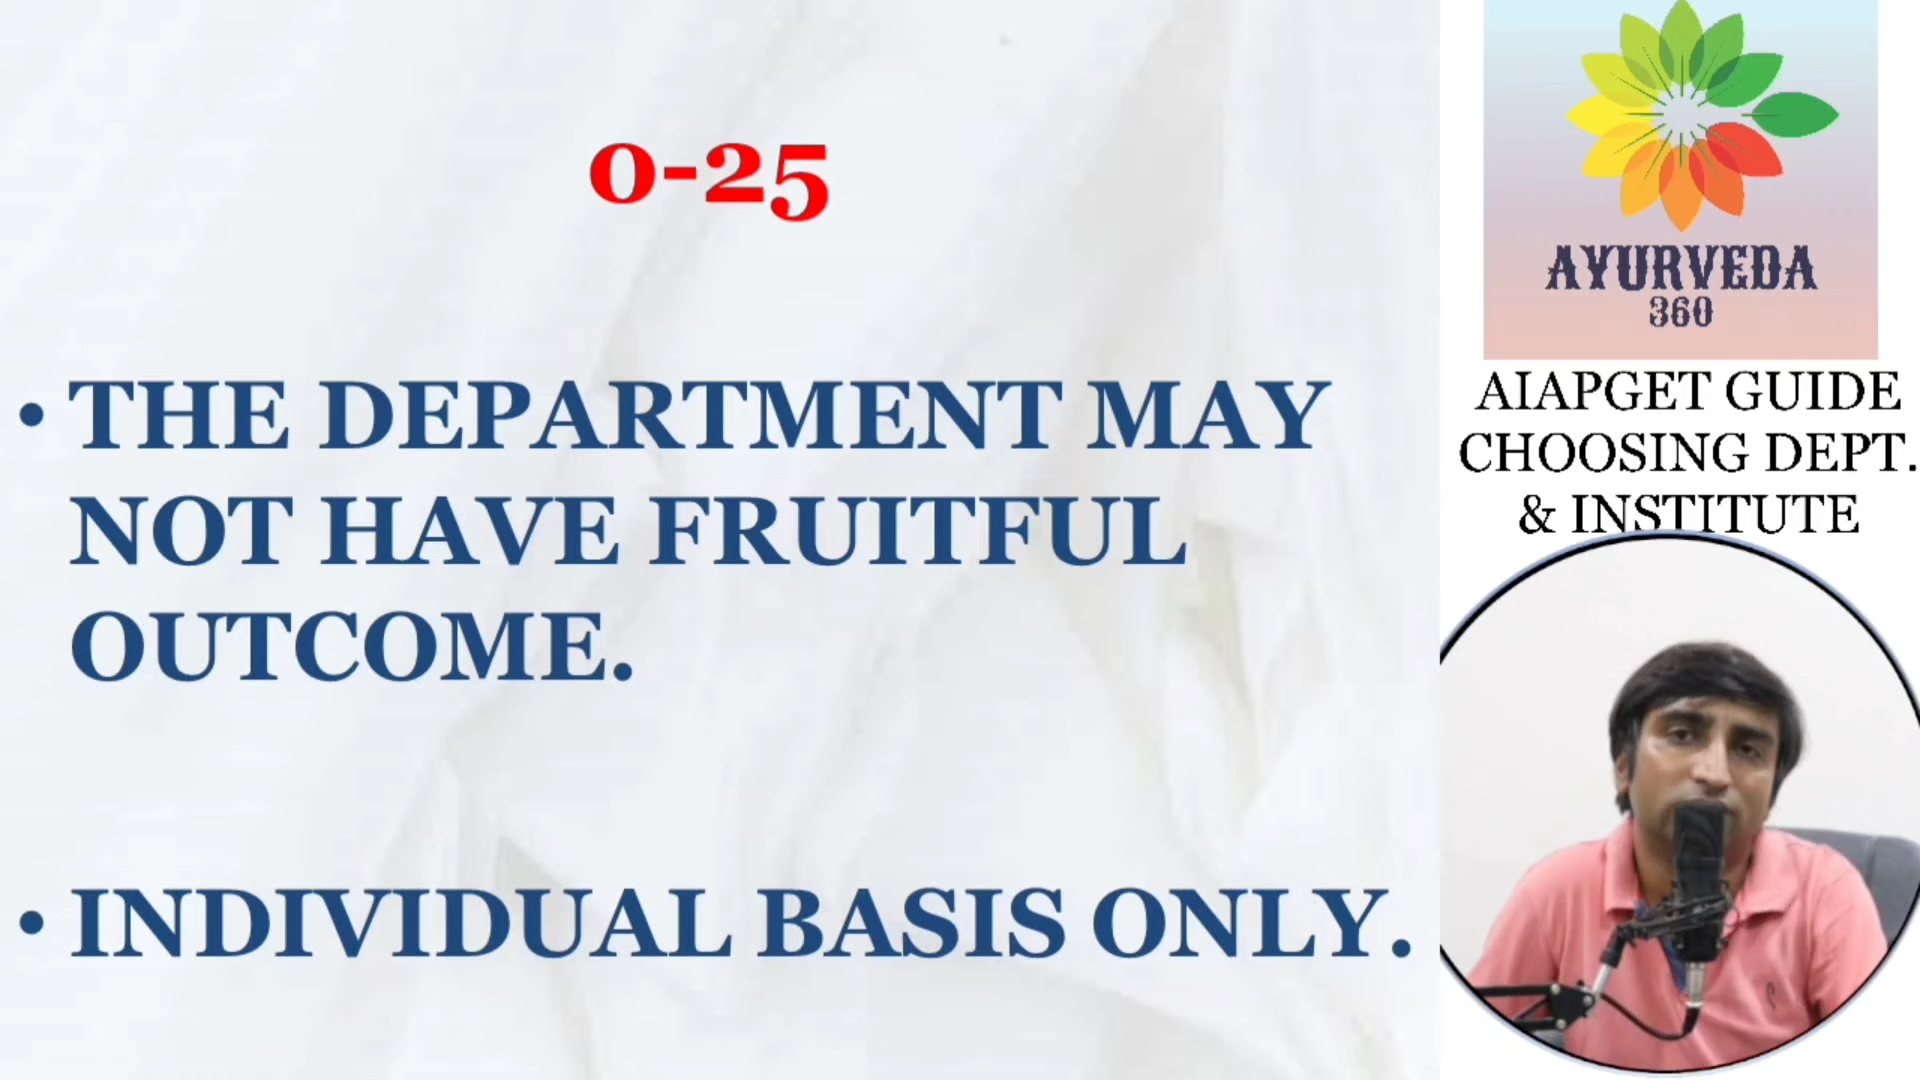 0-25
• THE DEPARTMENT MAY
NOT HAVE FRUITFUL
OUTCOME.
• INDIVIDUAL BASIS ONLY.
AYURVEDA
360
AIAPGET GUIDE
CHOOSING DEPT.
& INSTITUTE